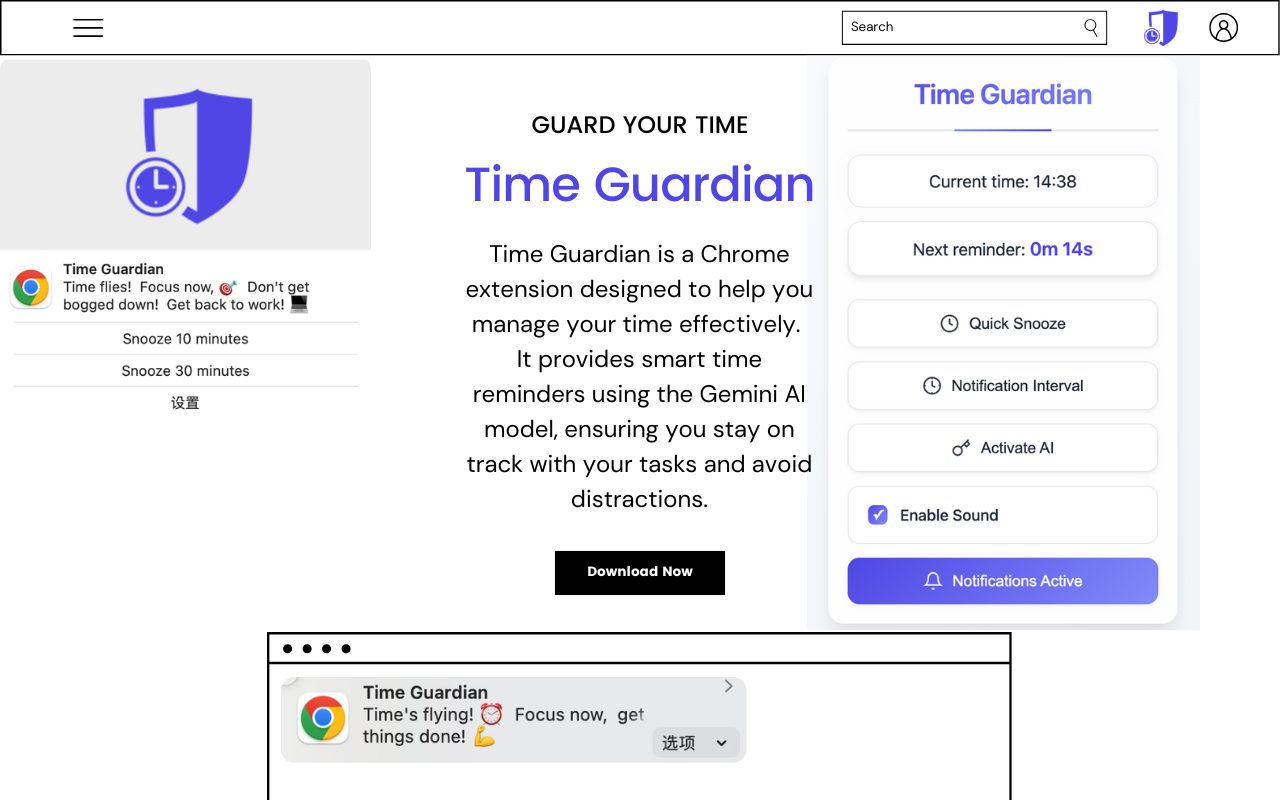 Search
Time Guardian
Time flies! Focus now, 🎯 Don't get
bogged down! Get back to work! 💻
Snooze 10 minutes
Snooze 30 minutes
设置
GUARD YOUR TIME
Time Guardian
Time Guardian is a Chrome
extension designed to help you
manage your time effectively.
It provides smart time
reminders using the Gemini AI
model, ensuring you stay on
track with your tasks and avoid
distractions.
Download Now
Time Guardian
Current time: 14:38
Next reminder: 0m 14s
Quick Snooze
Notification Interval
Activate AI
Enable Sound
Notifications Active
Time Guardian
Time's flying! ⏰ Focus now, get
things done! 💪
选项